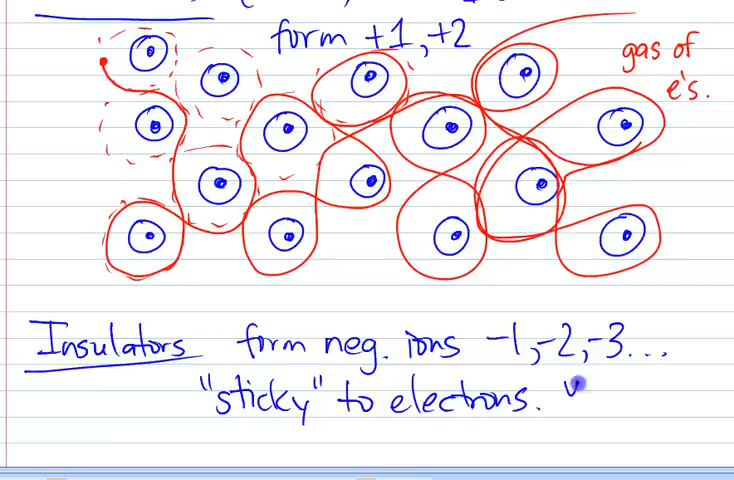 form +1, +2
gas of
e's.
Insulators form neg. ions -1, -2, -3...
"sticky" to electrons.